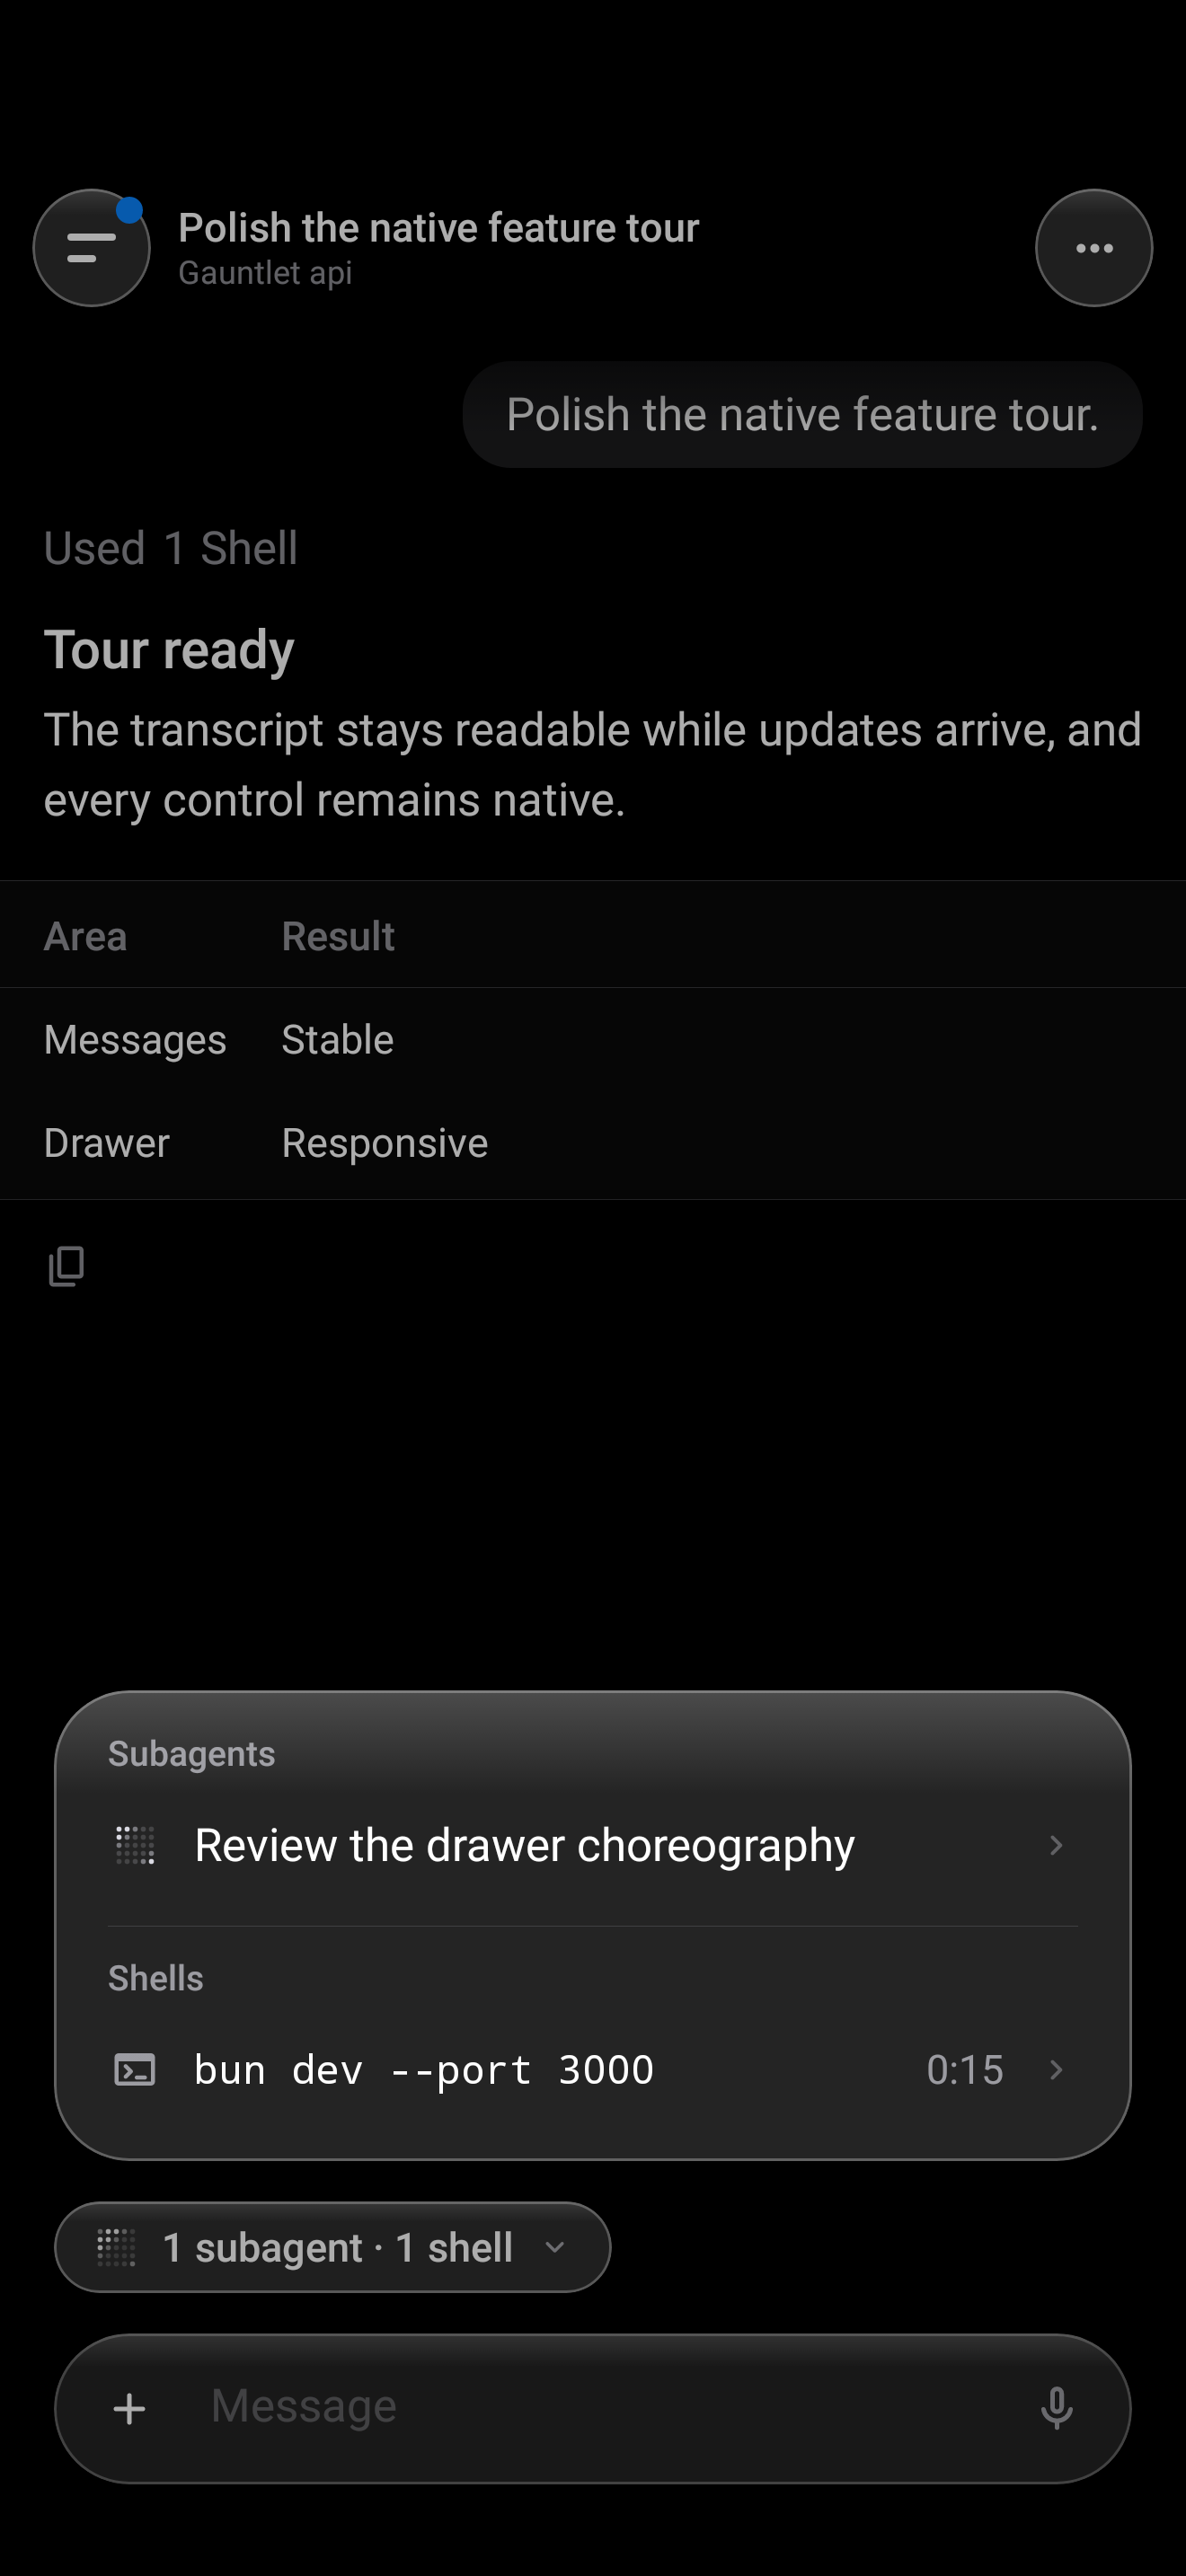 Polish the native feature tour
Gauntlet api
Polish the native feature tour.
Used 1 Shell
Tour ready
The transcript stays readable while updates arrive, and
every control remains native.
Area Result
Messages Stable
Drawer Responsive
Subagents
Review the drawer choreography
Shells
bun dev --port 3000 0:15
1 subagent · 1 shell
Message